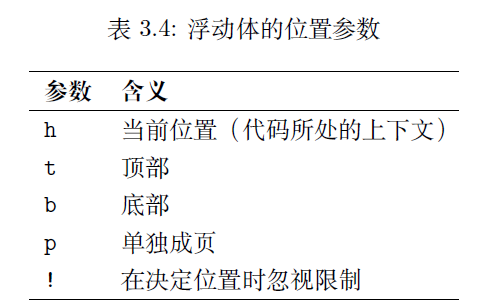 表 3.4: 浮动体的位置参数
参数 含义
h 当前位置（代码所处的上下文）
t 顶部
b 底部
p 单独成页
! 在决定位置时忽视限制